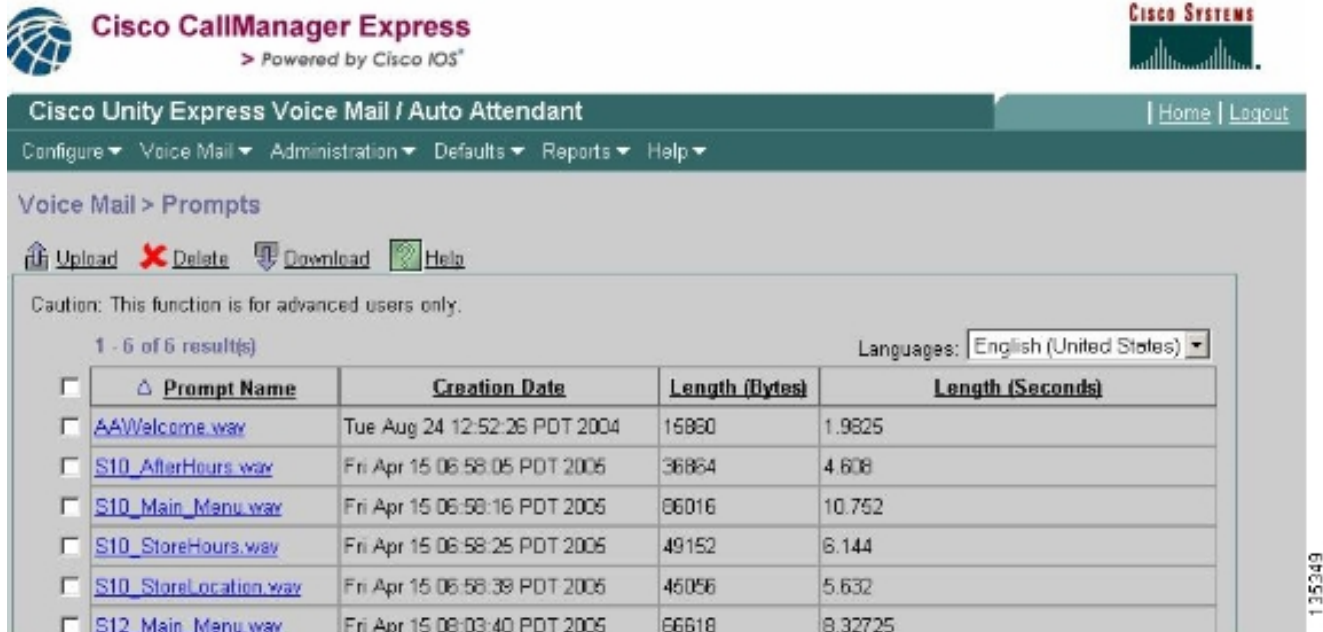 Cisco CallManager Express
> Powered by Cisco IOS®
CISCO SYSTEMS
Cisco Unity Express Voice Mail / Auto Attendant
| Home | Logout
Configure Voice Mail Administration Defaults Reports Help
Voice Mail > Prompts
Upload Delete Download Help
Caution: This function is for advanced users only.
1 - 6 of 6 result(s) Languages: English (United States)
Prompt Name Creation Date Length (Bytes) Length (Seconds)
AAWelcome.wav Tue Aug 24 12:52:26 PDT 2004 15860 1.9825
S10_AfterHours.wav Fri Apr 15 06:58:05 PDT 2005 36864 4.608
S10_Main_Menu.wav Fri Apr 15 06:58:16 PDT 2005 86016 10.752
S10_StoreHours.wav Fri Apr 15 06:58:25 PDT 2005 49152 6.144
S10_StoreLocation.wav Fri Apr 15 06:58:39 PDT 2005 45056 5.632
S12_Main_Menu.wav Fri Apr 15 08:03:40 PDT 2005 66618 8.32725
135349